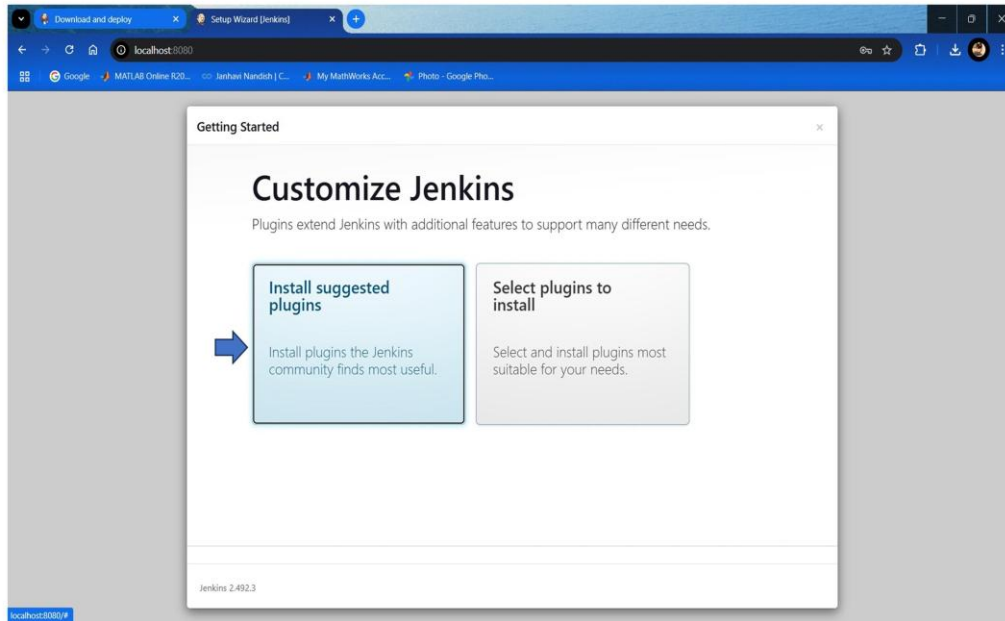 Download and deploy
Setup Wizard [Jenkins]
localhost:8080
Google
MATLAB Online R20...
Janhavi Nandish | C...
My MathWorks Acc...
Photo - Google Pho...
Getting Started
Customize Jenkins
Plugins extend Jenkins with additional features to support many different needs.
Install suggested
plugins
Install plugins the Jenkins
community finds most useful.
Select plugins to
install
Select and install plugins most
suitable for your needs.
Jenkins 2.492.3
localhost:8080/#